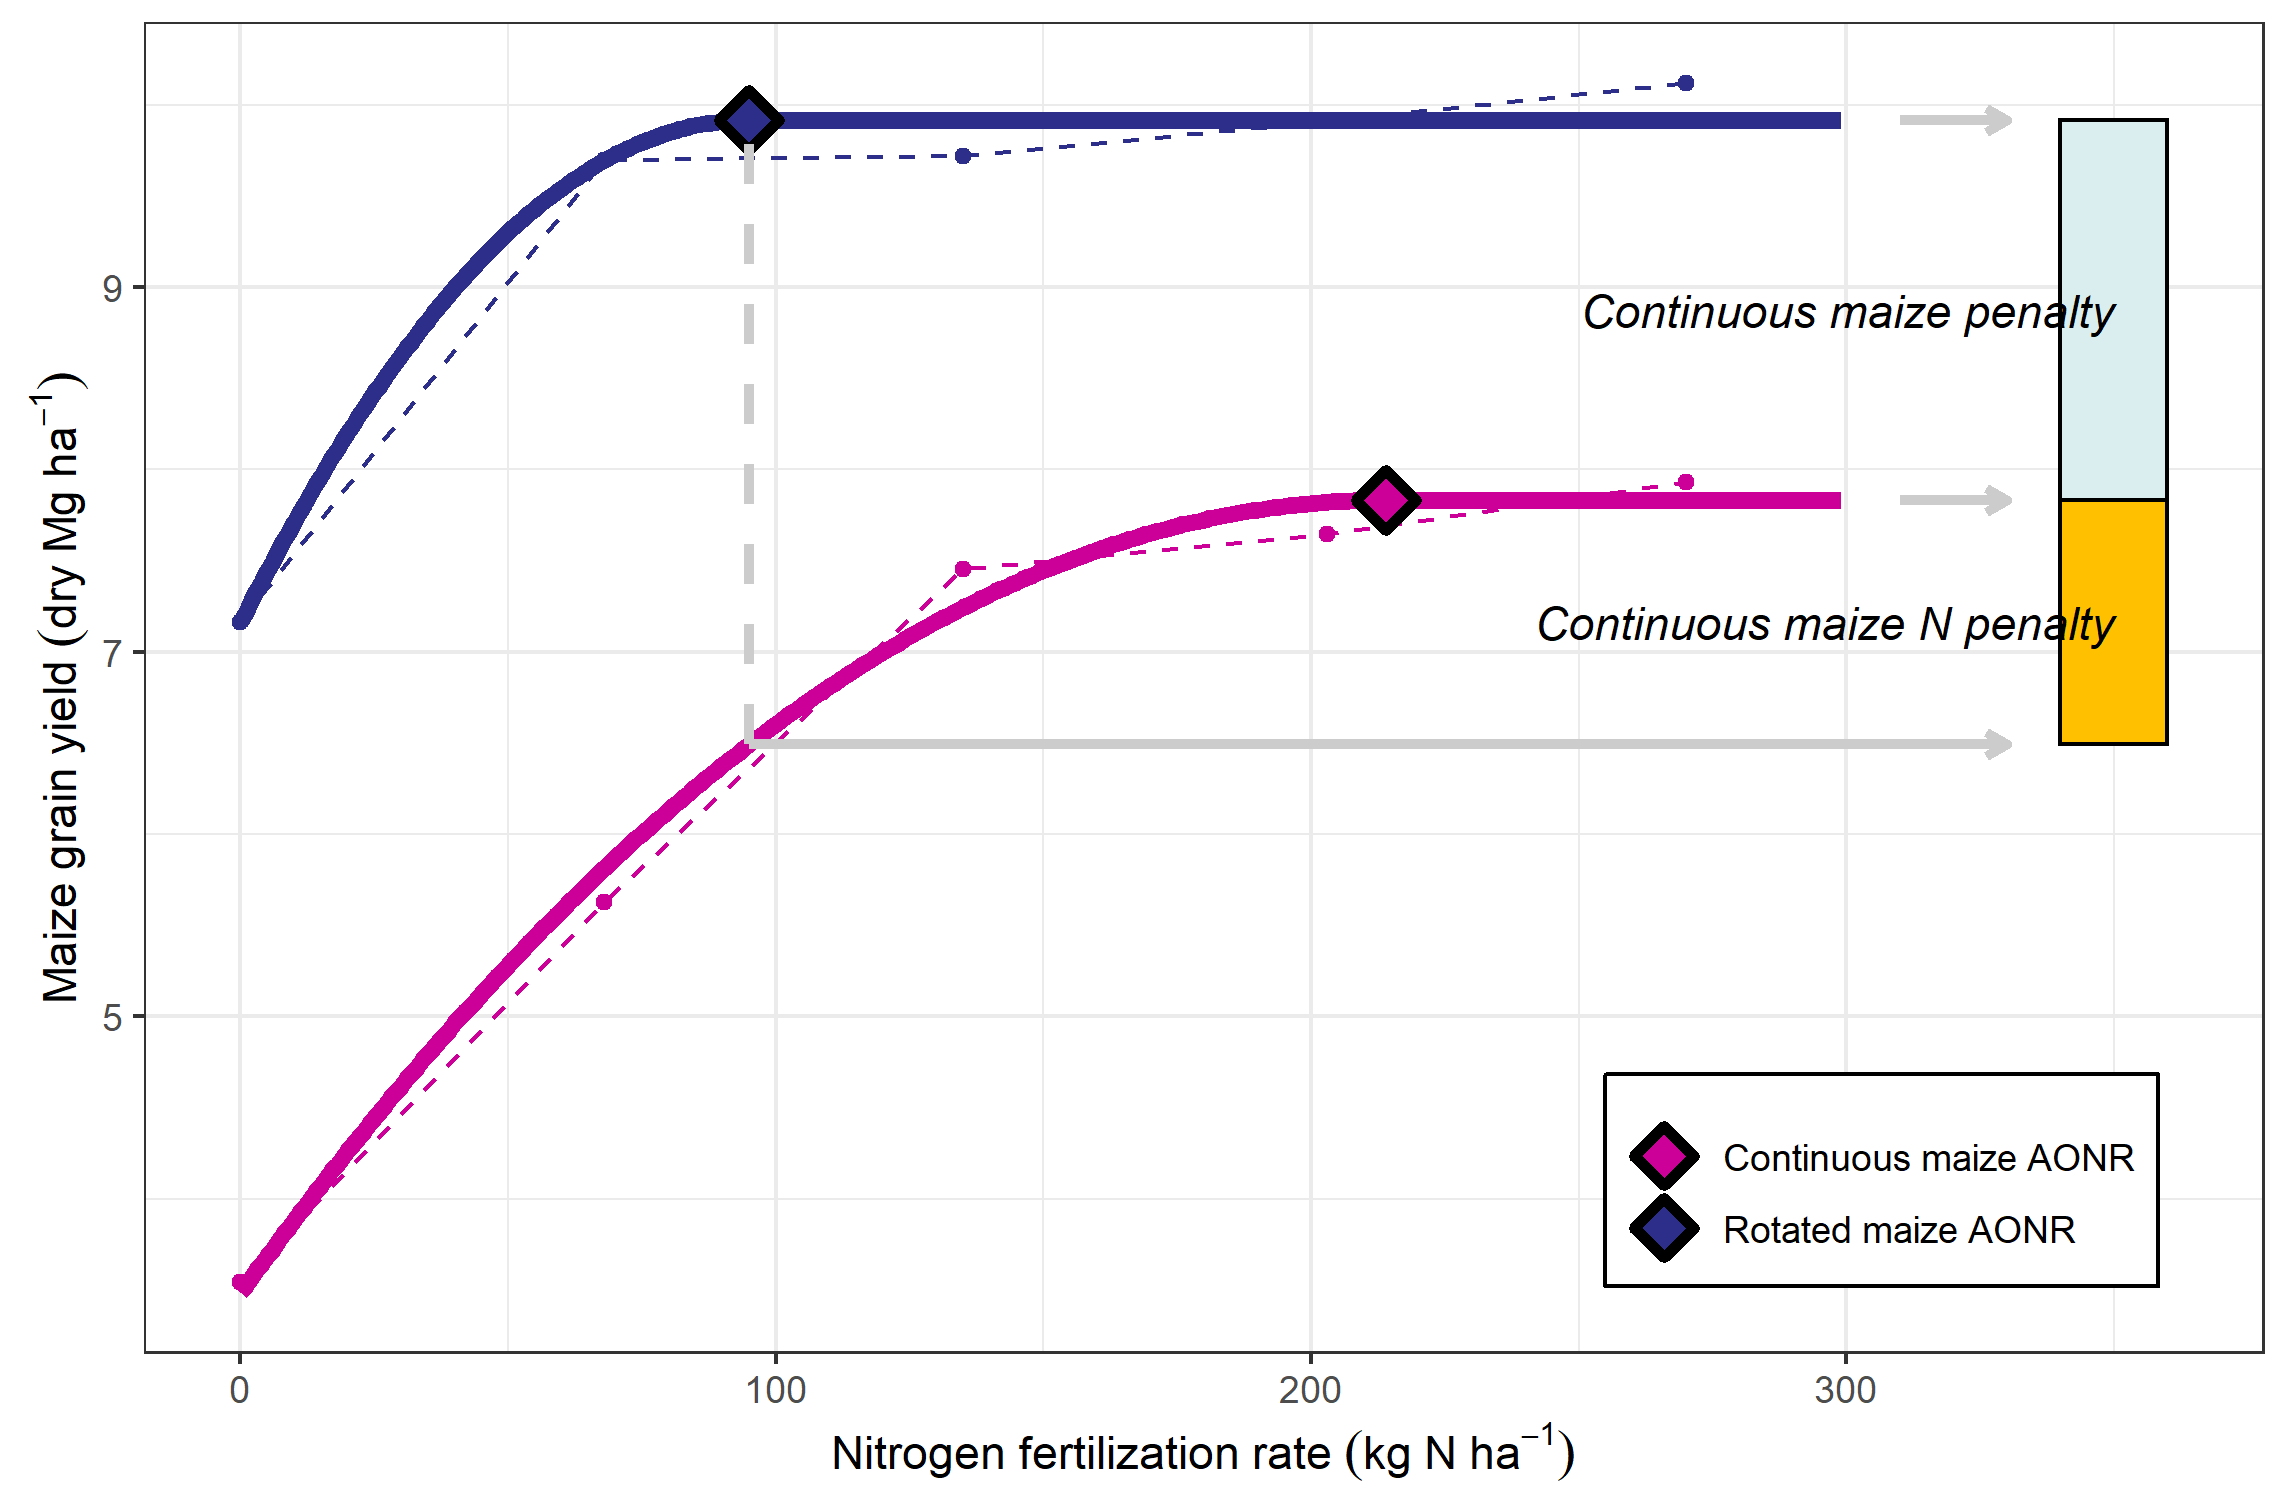 9
7
5
Maize grain yield (dry Mg ha⁻¹)
Continuous maize penalty
Continuous maize N penalty
Continuous maize AONR
Rotated maize AONR
0 100 200 300
Nitrogen fertilization rate (kg N ha⁻¹)